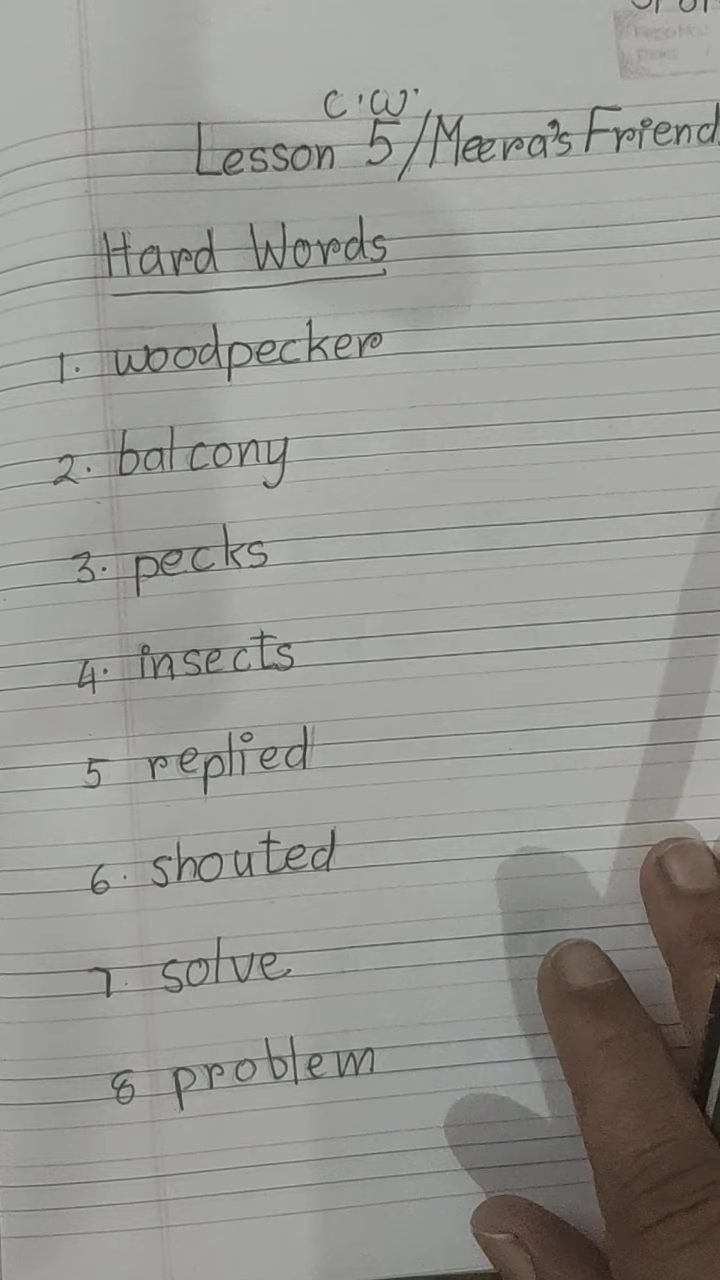 C.W.
Lesson 5/Meera's Friend
Hard Words
1. woodpecker
2. balcony
3. pecks
4. insects
5 replied
6. shouted
7. solve
8 problem